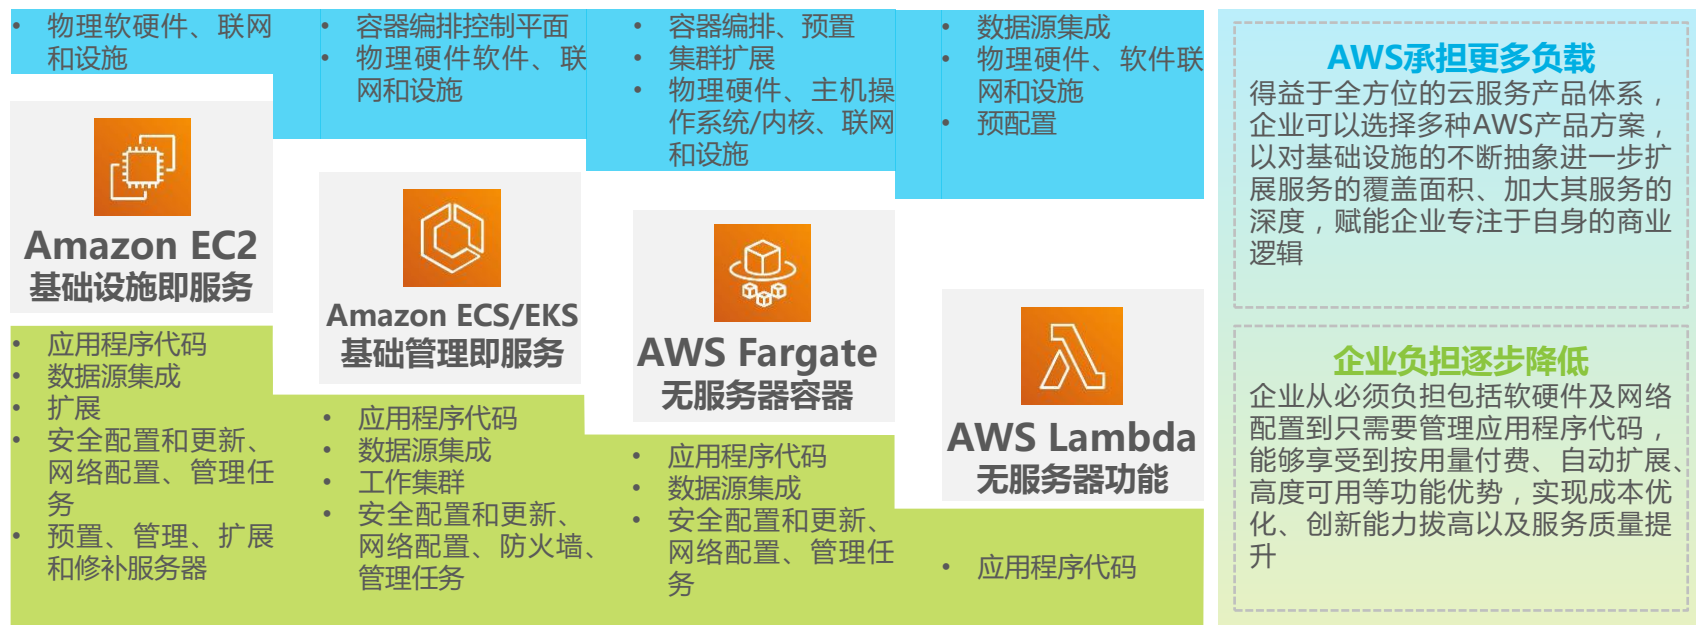 • 物理软硬件、联网
和设施
Amazon EC2
基础设施即服务
• 应用程序代码
• 数据源集成
• 扩展
• 安全配置和更新、
网络配置、管理任
务
• 预置、管理、扩展
和修补服务器
• 容器编排控制平面
• 物理硬件软件、联
网和设施
Amazon ECS/EKS
基础管理即服务
• 应用程序代码
• 数据源集成
• 工作集群
• 安全配置和更新、
网络配置、防火墙、
管理任务
• 容器编排、预置
• 集群扩展
• 物理硬件、主机操
作系统/内核、联网
和设施
AWS Fargate
无服务器容器
• 应用程序代码
• 数据源集成
• 安全配置和更新、
网络配置、管理任
务
• 数据源集成
• 物理硬件、软件联
网和设施
• 预配置
AWS Lambda
无服务器功能
• 应用程序代码
AWS承担更多负载
得益于全方位的云服务产品体系，
企业可以选择多种AWS产品方案，
以对基础设施的不断抽象进一步扩
展服务的覆盖面积、加大其服务的
深度，赋能企业专注于自身的商业
逻辑
企业负担逐步降低
企业从必须负担包括软硬件及网络
配置到只需要管理应用程序代码，
能够享受到按用量付费、自动扩展、
高度可用等功能优势，实现成本优
化、创新能力拔高以及服务质量提
升